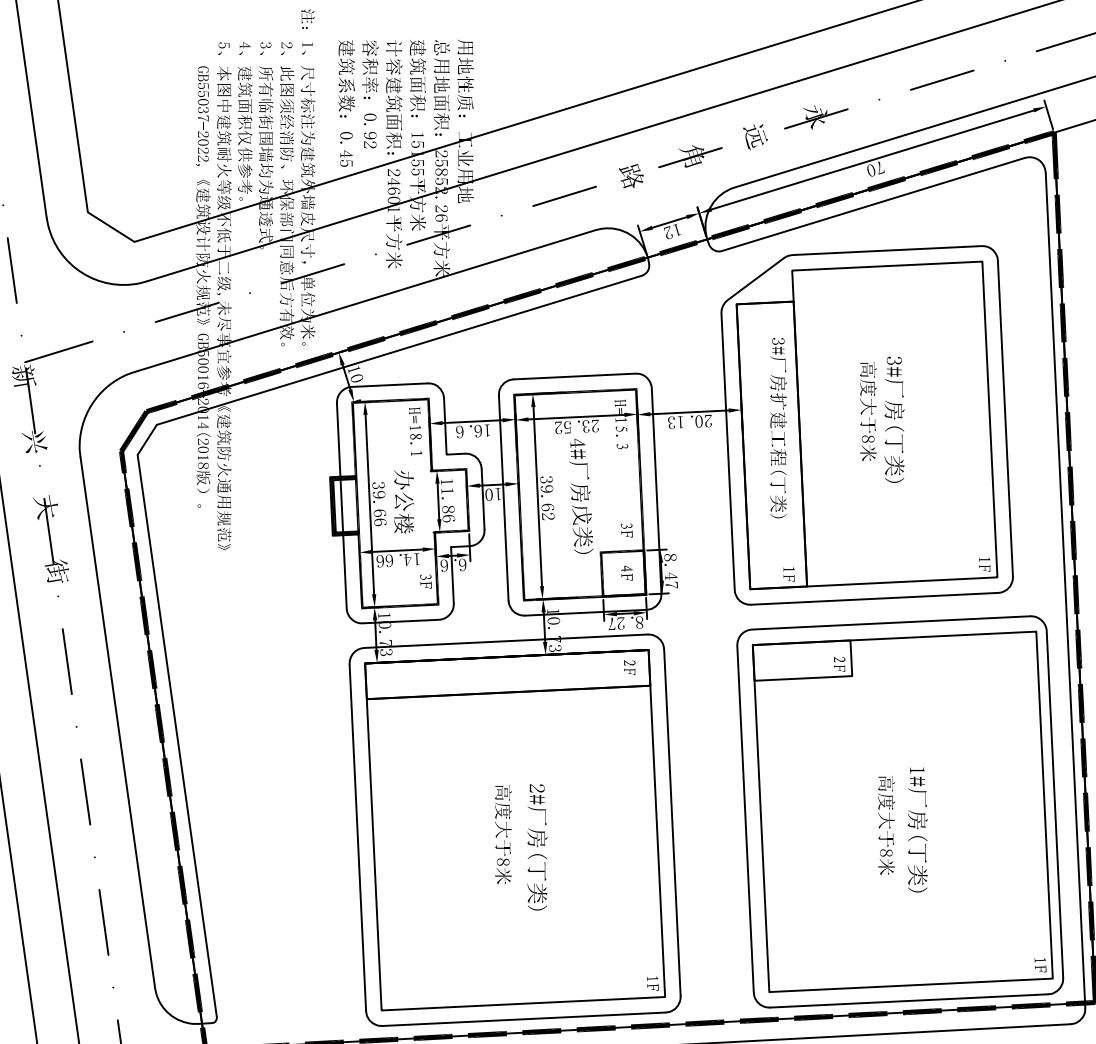 用地性质：工业用地
总用地面积：25852.26平方米
建筑面积：15155平方米
计容建筑面积：24601平方米
容积率：0.92
建筑系数：0.45
注：1、尺寸标注为建筑外墙皮尺寸，单位为米。
2、此图须经消防、环保部门同意后方有效。
3、所有临街围墙均为通透式。
4、建筑面积仅供参考。
5、本图中建筑耐火等级不低于二级,未尽事宜参考《建筑防火通用规范》
GB55037-2022，《建筑设计防火规范》GB50016-2014(2018版)。
永远角路
新兴大街
70
12
3#厂房(丁类)
高度大于8米
1F
3#厂房扩建工程(丁类)
1F
20.13
H=15.3
23.52
4#厂房戊类)
39.62
3F
4F
8.47
8.27
16.6
10
10
H=18.1
办公楼
11.86
39.66
14.66
6.6
3F
10.73
10.73
2F
2#厂房(丁类)
高度大于8米
1F
2F
1#厂房(丁类)
高度大于8米
1F